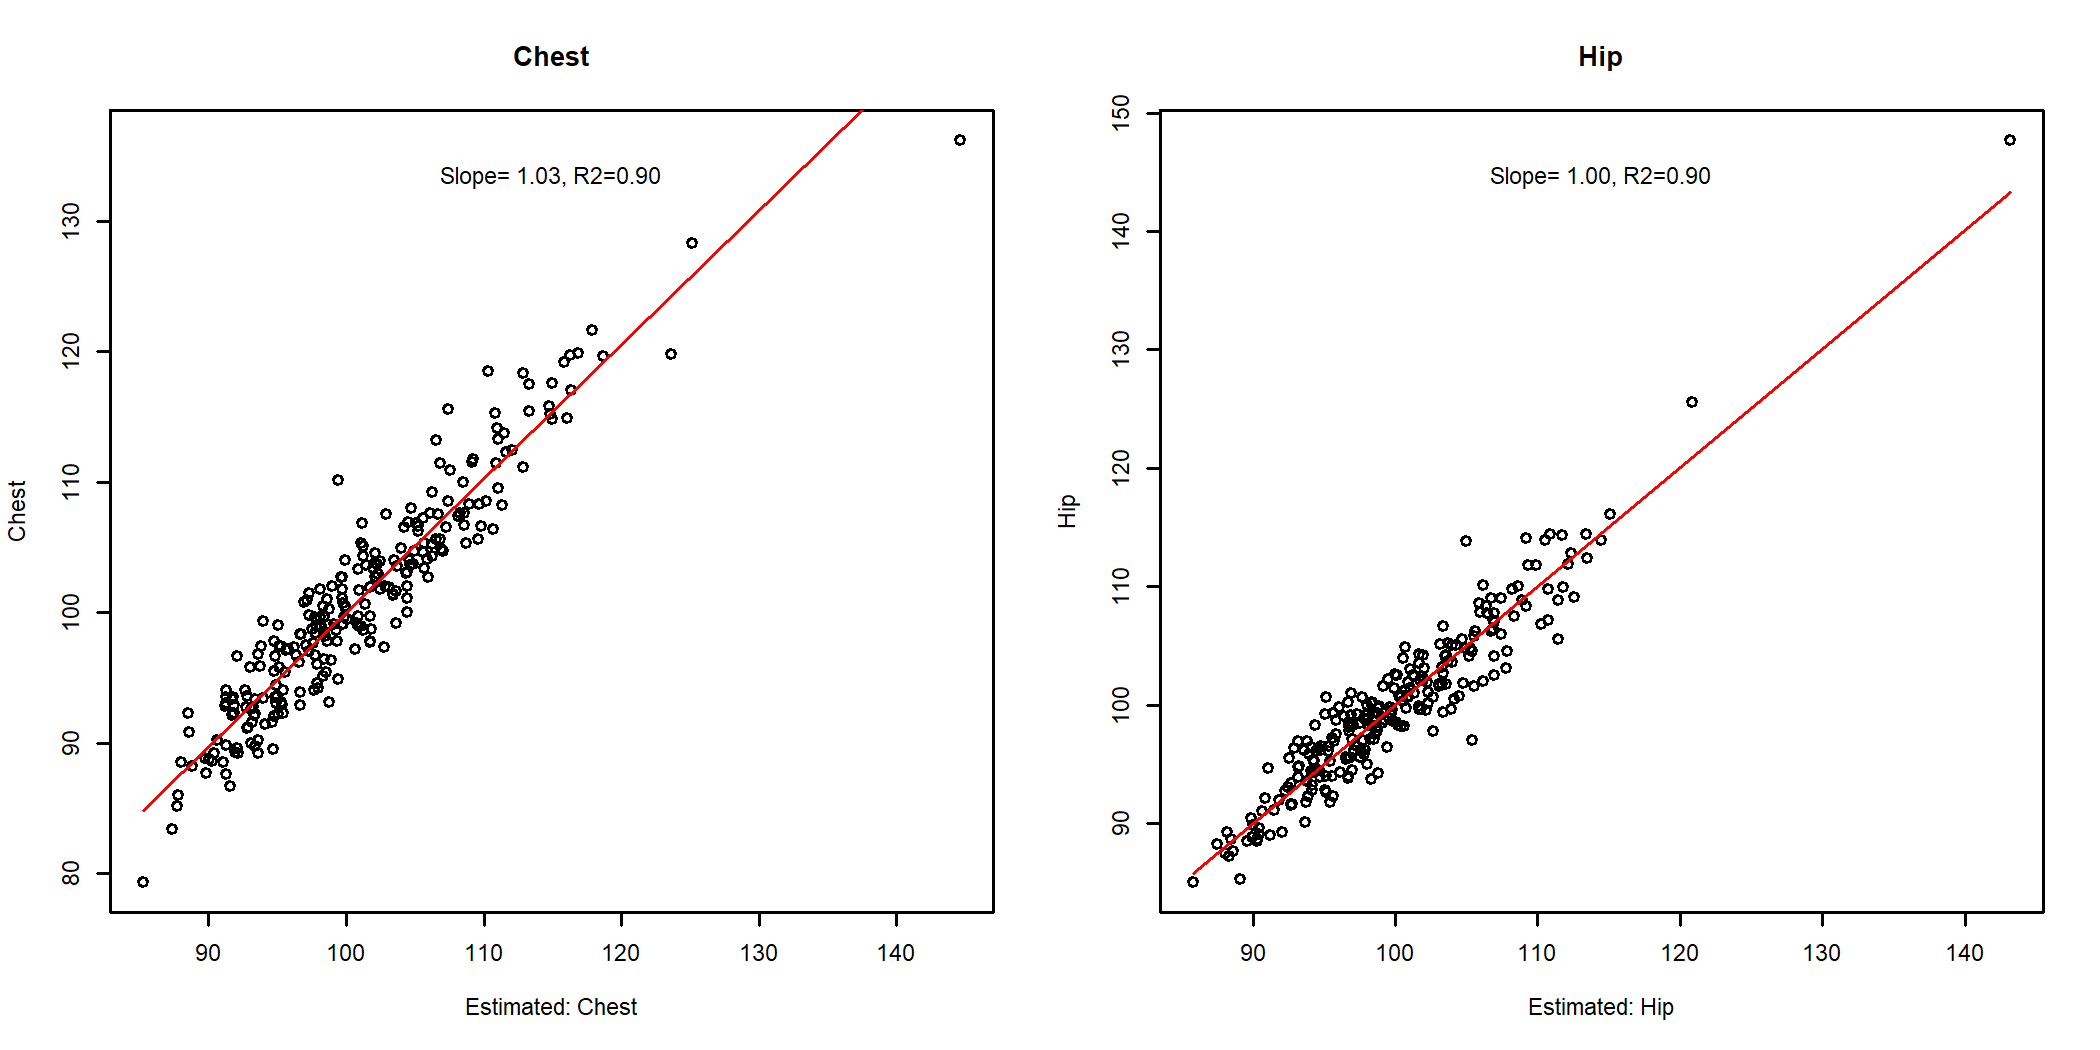 Chest
Slope= 1.03, R2=0.90
Chest
130
120
110
100
90
80
90 100 110 120 130 140
Estimated: Chest
Hip
Slope= 1.00, R2=0.90
Hip
150
140
130
120
110
100
90
90 100 110 120 130 140
Estimated: Hip